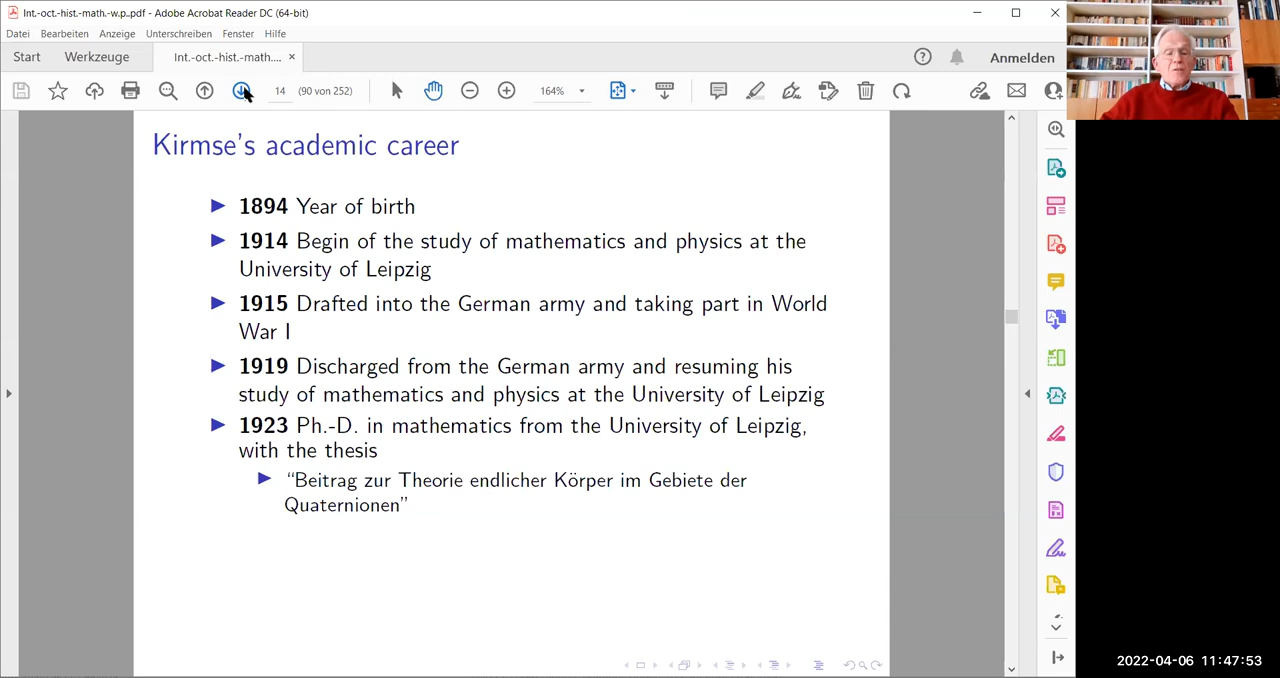 Int.-oct.-hist.-math.-w.p..pdf - Adobe Acrobat Reader DC (64-bit)
Datei Bearbeiten Anzeige Unterschreiben Fenster Hilfe
Start Werkzeuge Int.-oct.-hist.-math.... × Anmelden
14 (90 von 252) 164%
Kirmse's academic career
▶ 1894 Year of birth
▶ 1914 Begin of the study of mathematics and physics at the
University of Leipzig
▶ 1915 Drafted into the German army and taking part in World
War I
▶ 1919 Discharged from the German army and resuming his
study of mathematics and physics at the University of Leipzig
▶ 1923 Ph.-D. in mathematics from the University of Leipzig,
with the thesis
▶ “Beitrag zur Theorie endlicher Körper im Gebiete der
Quaternionen”
2022-04-06 11:47:53